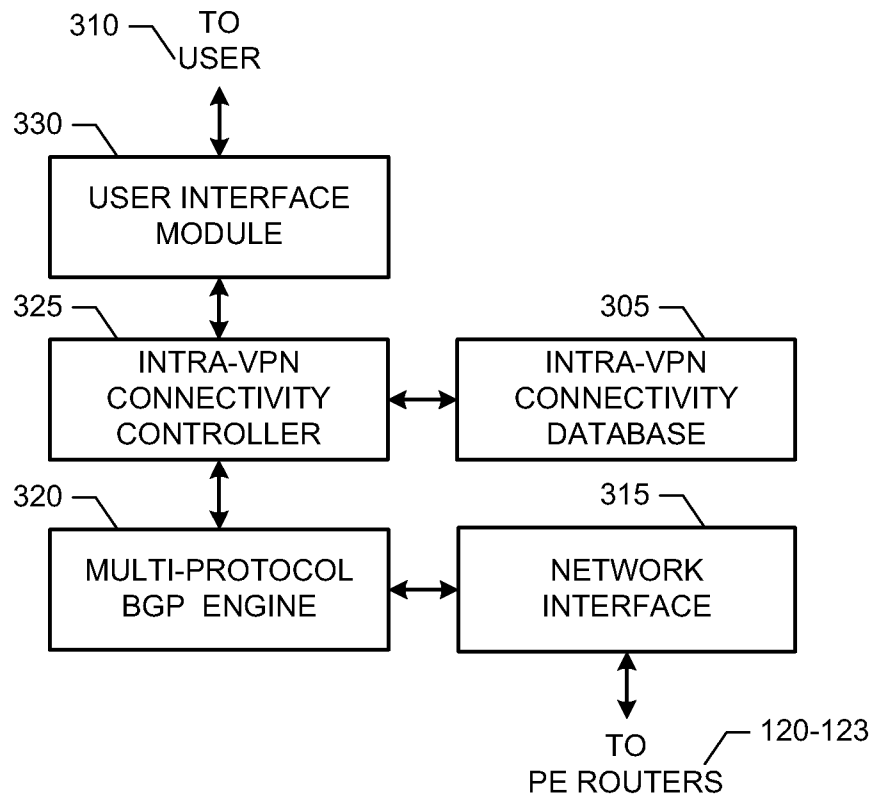 310
TO
USER
330
USER INTERFACE
MODULE
325
INTRA-VPN
CONNECTIVITY
CONTROLLER
305
INTRA-VPN
CONNECTIVITY
DATABASE
320
MULTI-PROTOCOL
BGP ENGINE
315
NETWORK
INTERFACE
TO
PE ROUTERS
120-123